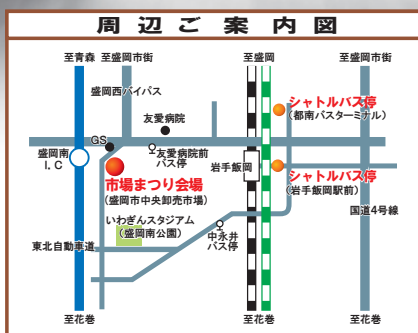 周辺ご案内図
至青森
至盛岡市街
至盛岡
至盛岡市街
盛岡西バイパス
友愛病院
シャトルバス停
(都南バスターミナル)
GS
盛岡南
I.C
友愛病院前
バス停
岩手飯岡
シャトルバス停
(岩手飯岡駅前)
市場まつり会場
(盛岡市中央卸売市場)
国道4号線
いわぎんスタジアム
(盛岡南公園)
中永井
バス停
東北自動車道
至花巻
至花巻
至花巻